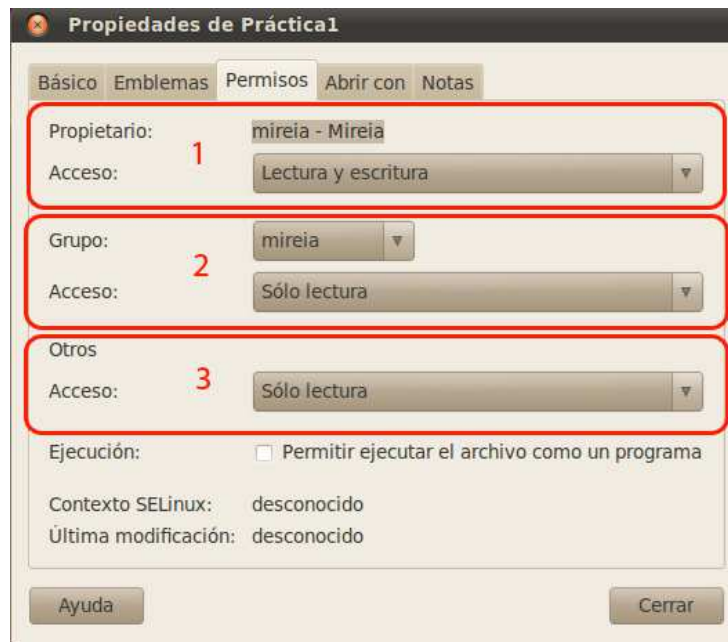 Propiedades de Práctica1
Básico Emblemas Permisos Abrir con Notas
Propietario: mireia - Mireia
1
Acceso: Lectura y escritura
Grupo: mireia
2
Acceso: Sólo lectura
Otros
3
Acceso: Sólo lectura
Ejecución: Permitir ejecutar el archivo como un programa
Contexto SELinux: desconocido
Última modificación: desconocido
Ayuda Cerrar